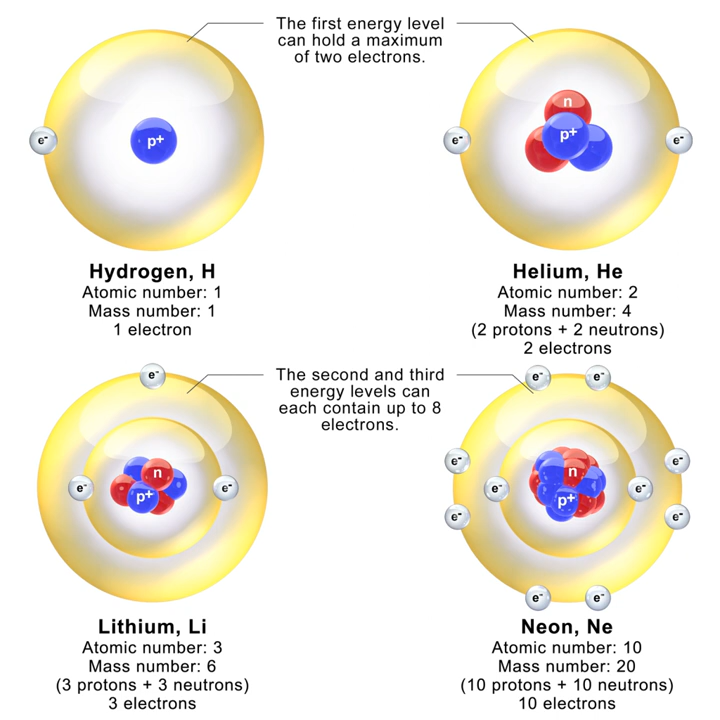 The first energy level
can hold a maximum
of two electrons.
e-
p+
e-
n
p+
e-
Hydrogen, H
Atomic number: 1
Mass number: 1
1 electron
Helium, He
Atomic number: 2
Mass number: 4
(2 protons + 2 neutrons)
2 electrons
The second and third
energy levels can
each contain up to 8
electrons.
e-
e-
n
p+
e-
e-
e-
e-
e-
e-
e-
n
p+
e-
e-
e-
e-
e-
Lithium, Li
Atomic number: 3
Mass number: 6
(3 protons + 3 neutrons)
3 electrons
Neon, Ne
Atomic number: 10
Mass number: 20
(10 protons + 10 neutrons)
10 electrons